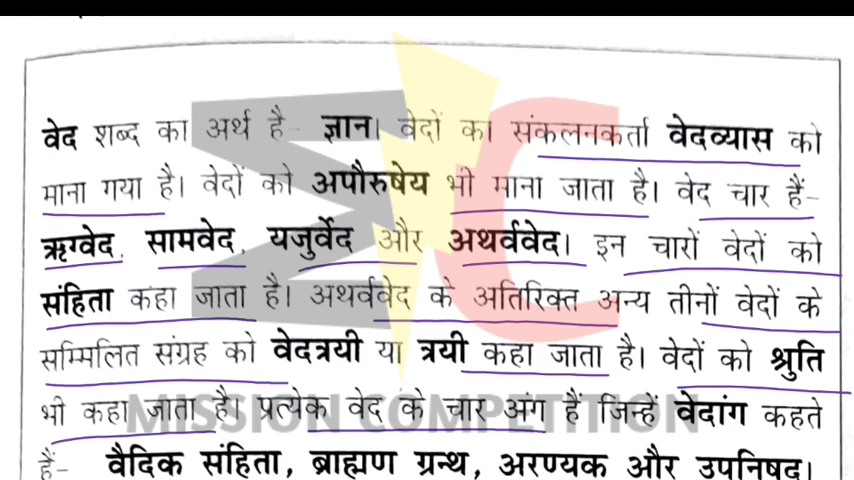 वेद शब्द का अर्थ है- ज्ञान। वेदों का संकलनकर्ता वेदव्यास को
माना गया है। वेदों को अपौरुषेय भी माना जाता है। वेद चार हैं-
ऋग्वेद, सामवेद, यजुर्वेद और अथर्ववेद। इन चारों वेदों को
संहिता कहा जाता है। अथर्ववेद के अतिरिक्त अन्य तीनों वेदों के
सम्मिलित संग्रह को वेदत्रयी या त्रयी कहा जाता है। वेदों को श्रुति
भी कहा जाता है। प्रत्येक वेद के चार अंग हैं जिन्हें वेदांग कहते
MISSION COMPETITION
हैं- वैदिक संहिता, ब्राह्मण ग्रन्थ, अरण्यक और उपनिषद।